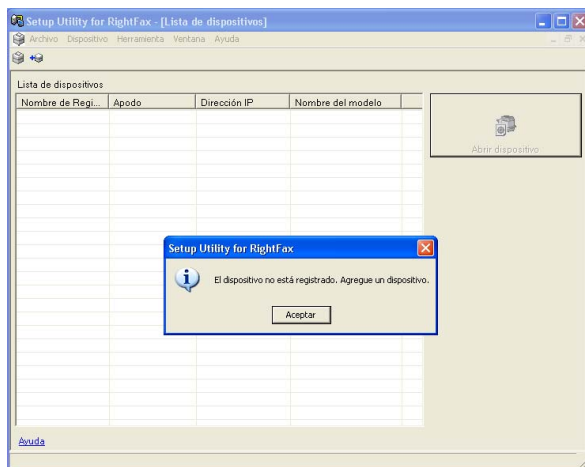 Setup Utility for RightFax - [Lista de dispositivos]
Archivo Dispositivo Herramienta Ventana Ayuda
Lista de dispositivos
Nombre de Regi... Apodo Dirección IP Nombre del modelo
Abrir dispositivo
Setup Utility for RightFax
El dispositivo no está registrado. Agregue un dispositivo.
Aceptar
Ayuda